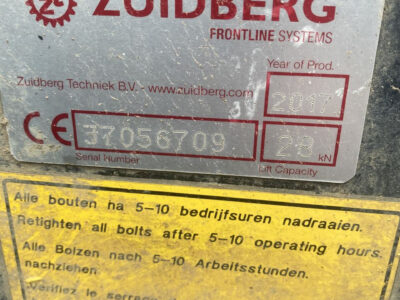 ZUIDBERG
FRONTLINE SYSTEMS
Year of Prod.
Zuidberg Techniek B.V. - www.zuidberg.com
2017
CE 37056709 28 kN
Serial Number
Lift Capacity
Alle bouten na 5-10 bedrijfsuren nadraaien.
Retighten all bolts after 5-10 operating hours.
Alle Bolzen nach 5-10 Arbeitsstunden.
nachziehen
Vérifiez le